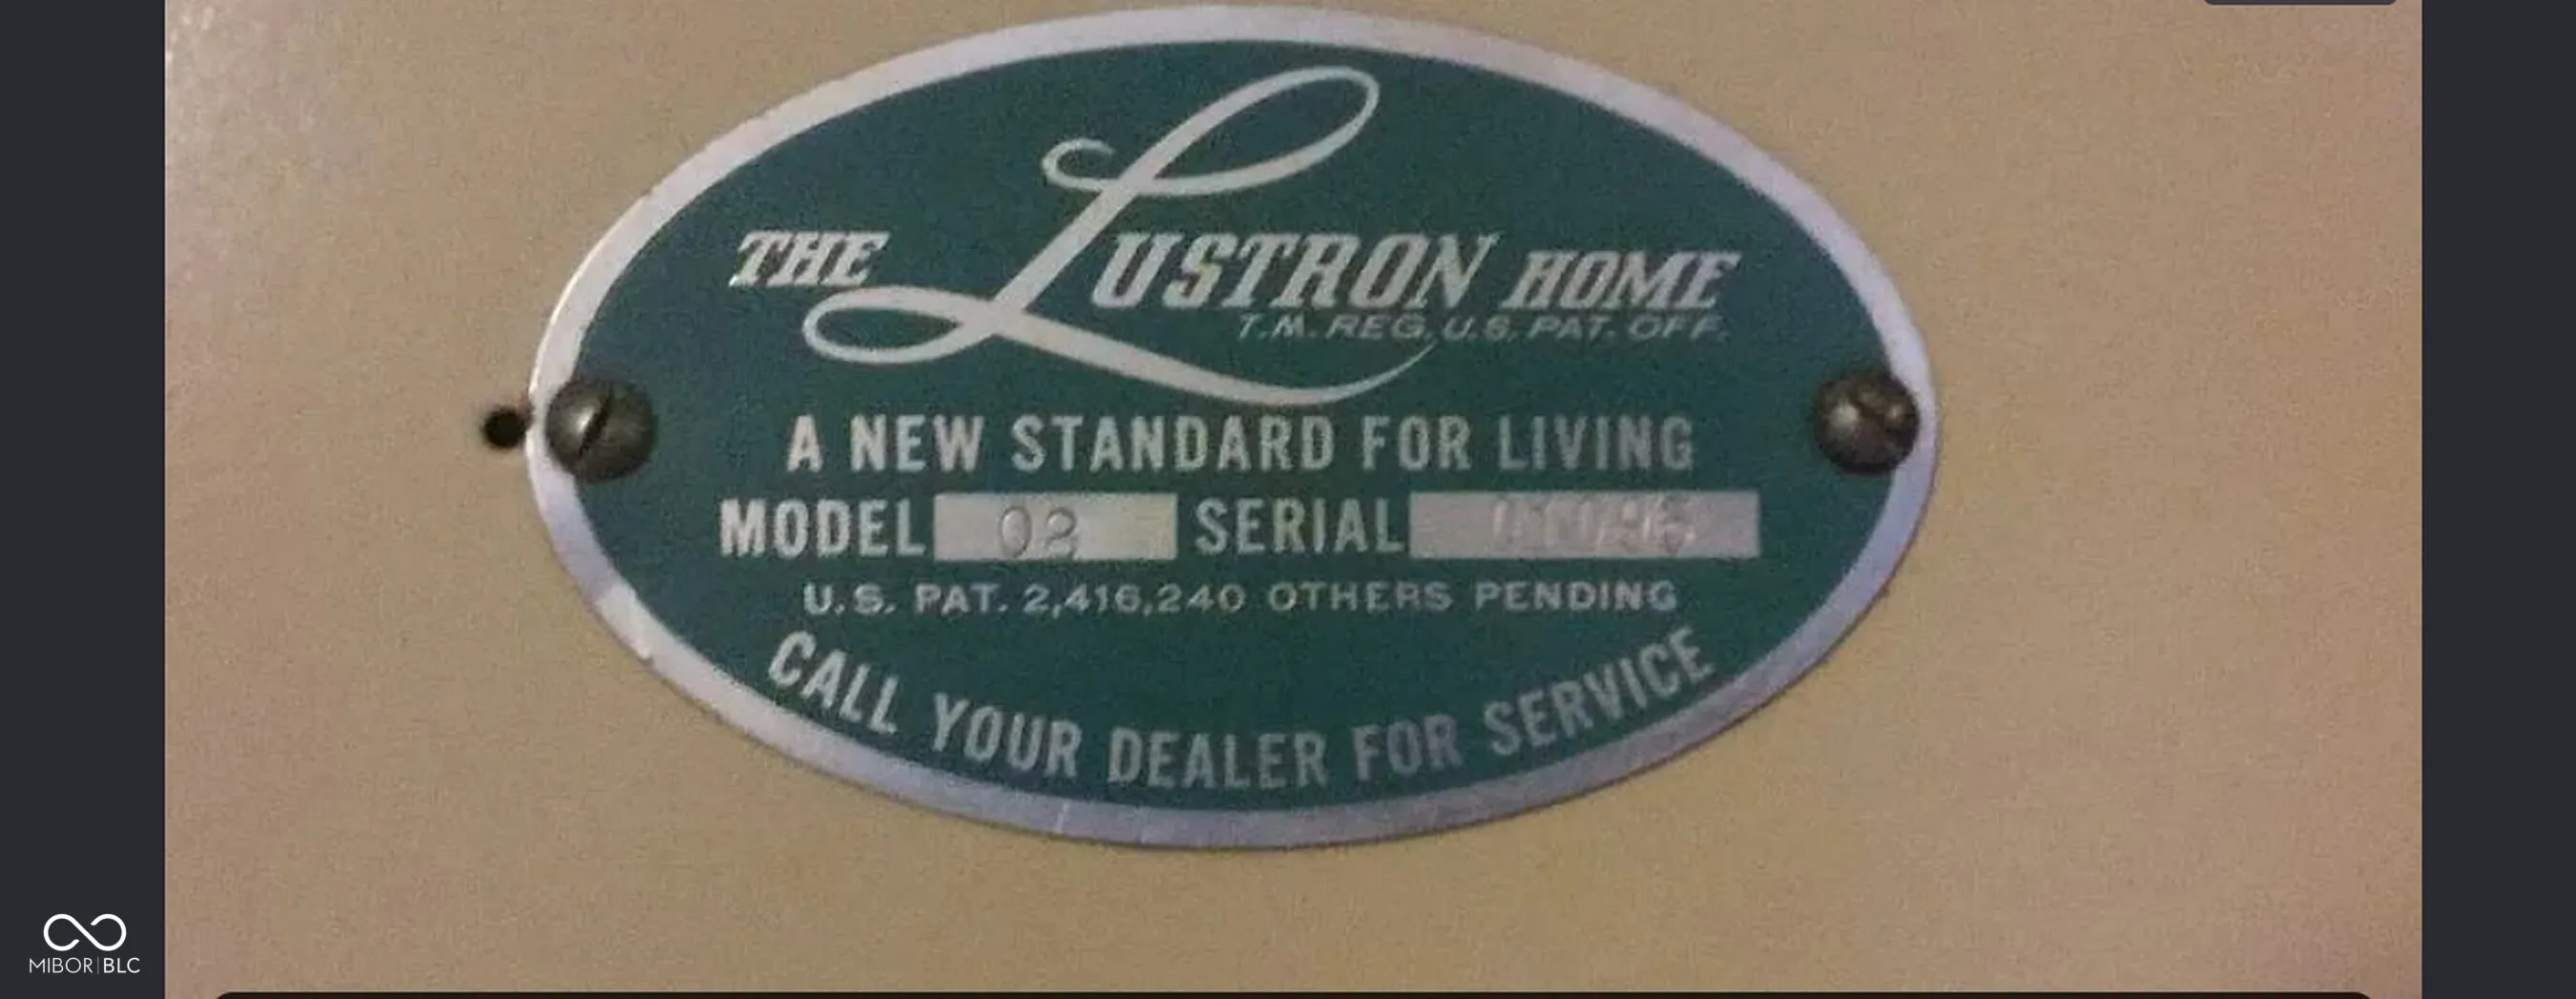 THE LUSTRON HOME
T.M. REG. U.S. PAT. OFF.
A NEW STANDARD FOR LIVING
MODEL 02 SERIAL
U.S. PAT. 2,416,240 OTHERS PENDING
CALL YOUR DEALER FOR SERVICE
MIBOR|BLC